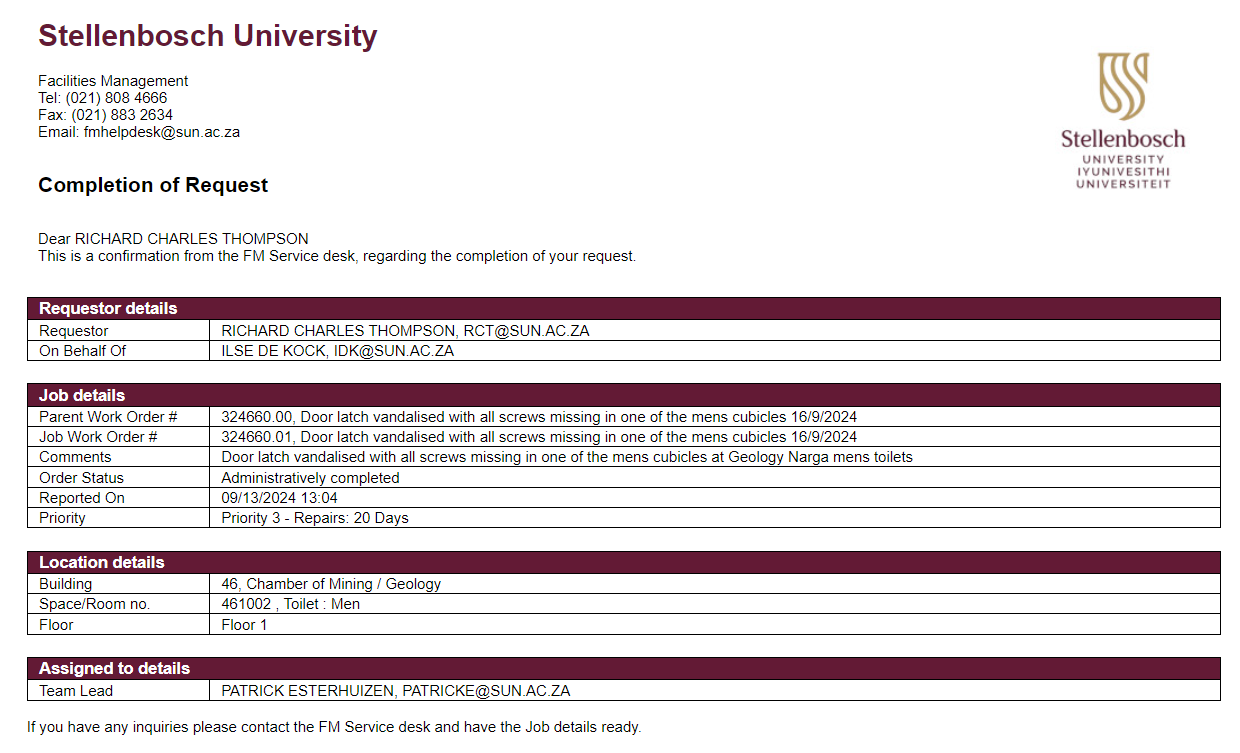 Stellenbosch University
Facilities Management
Tel: (021) 808 4666
Fax: (021) 883 2634
Email: fmhelpdesk@sun.ac.za
Stellenbosch
UNIVERSITY
IYUNIVESITHI
UNIVERSITEIT
Completion of Request
Dear RICHARD CHARLES THOMPSON
This is a confirmation from the FM Service desk, regarding the completion of your request.
Requestor details
Requestor RICHARD CHARLES THOMPSON, RCT@SUN.AC.ZA
On Behalf Of ILSE DE KOCK, IDK@SUN.AC.ZA
Job details
Parent Work Order # 324660.00, Door latch vandalised with all screws missing in one of the mens cubicles 16/9/2024
Job Work Order # 324660.01, Door latch vandalised with all screws missing in one of the mens cubicles 16/9/2024
Comments Door latch vandalised with all screws missing in one of the mens cubicles at Geology Narga mens toilets
Order Status Administratively completed
Reported On 09/13/2024 13:04
Priority Priority 3 - Repairs: 20 Days
Location details
Building 46, Chamber of Mining / Geology
Space/Room no. 461002 , Toilet : Men
Floor Floor 1
Assigned to details
Team Lead PATRICK ESTERHUIZEN, PATRICKE@SUN.AC.ZA
If you have any inquiries please contact the FM Service desk and have the Job details ready.